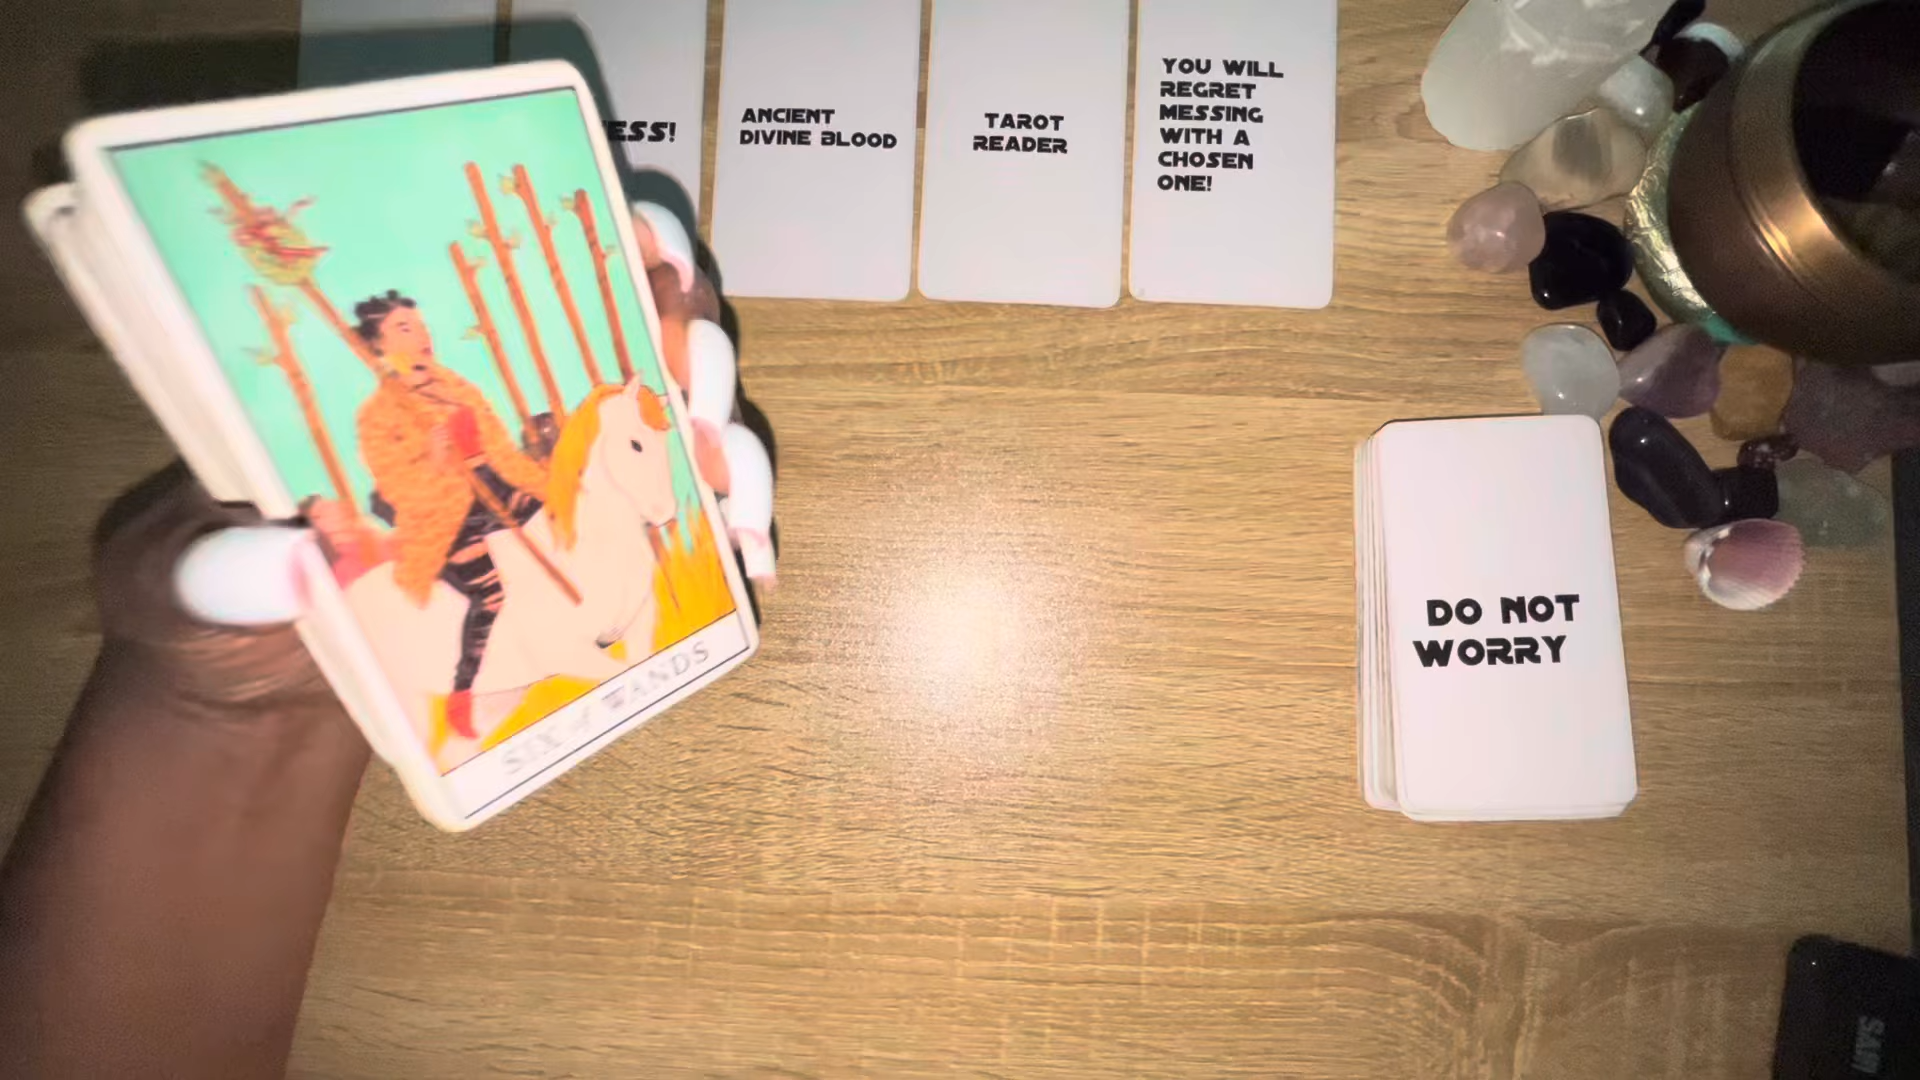 ESS!
ANCIENT
DIVINE BLOOD
TAROT
READER
YOU WILL
REGRET
MESSING
WITH A
CHOSEN
ONE!
DO NOT
WORRY
SIX of WANDS